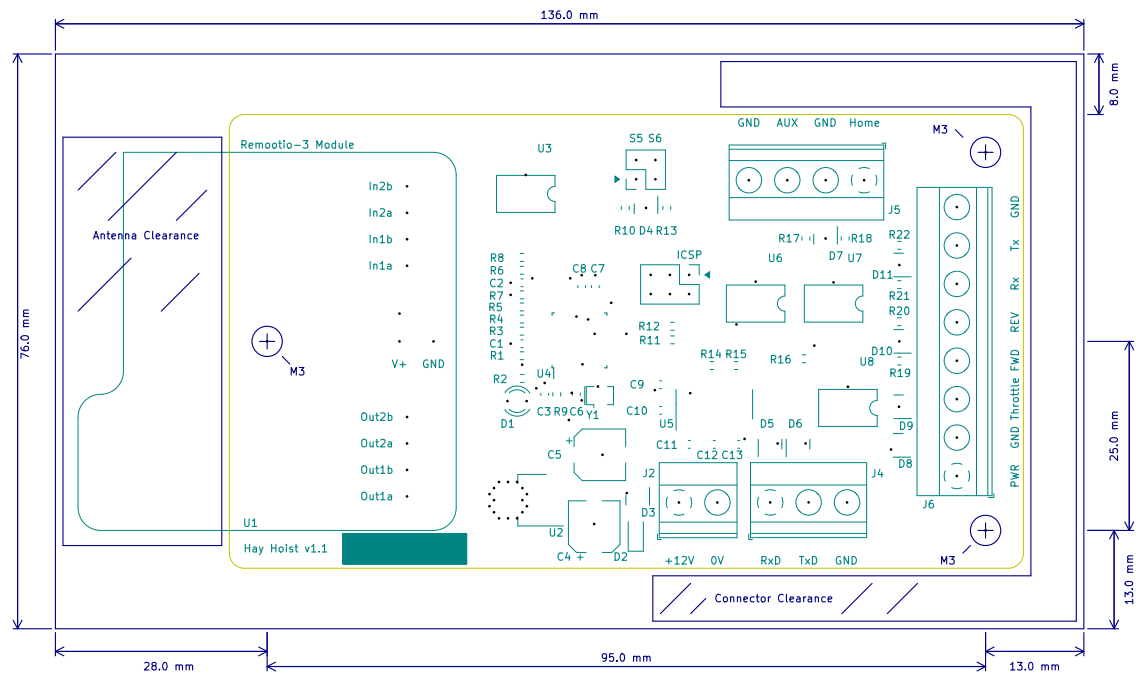 136.0 mm
8.0 mm
GND AUX GND Home
M3
S5 S6
Remootio-3 Module
U3
In2b
In2a
In1b
In1a
Antenna Clearance
J5
GND
Tx
Rx
REV
FWD
Throttle
GND
PWR
R10 D4 R13
R17
R18
R22
D7 U7
U6
ICSP
D11
R21
R20
D10
U8
R19
R8
R6
C2
R7
R5
R4
R3
C1
R1
R2
C8 C7
R12
R11
R14 R15
R16
76.0 mm
M3
V+ GND
U4
C9
C10
U5
C3 R9 C6 Y1
D1
D9
D8
25.0 mm
Out2b
Out2a
Out1b
Out1a
C5
+
C11
C12 C13
D5 D6
J2
J4
J6
U1
U2
D3
Hay Hoist v1.1
C4 +
D2
+12V 0V
RxD TxD GND
M3
Connector Clearance
13.0 mm
28.0 mm
95.0 mm
13.0 mm